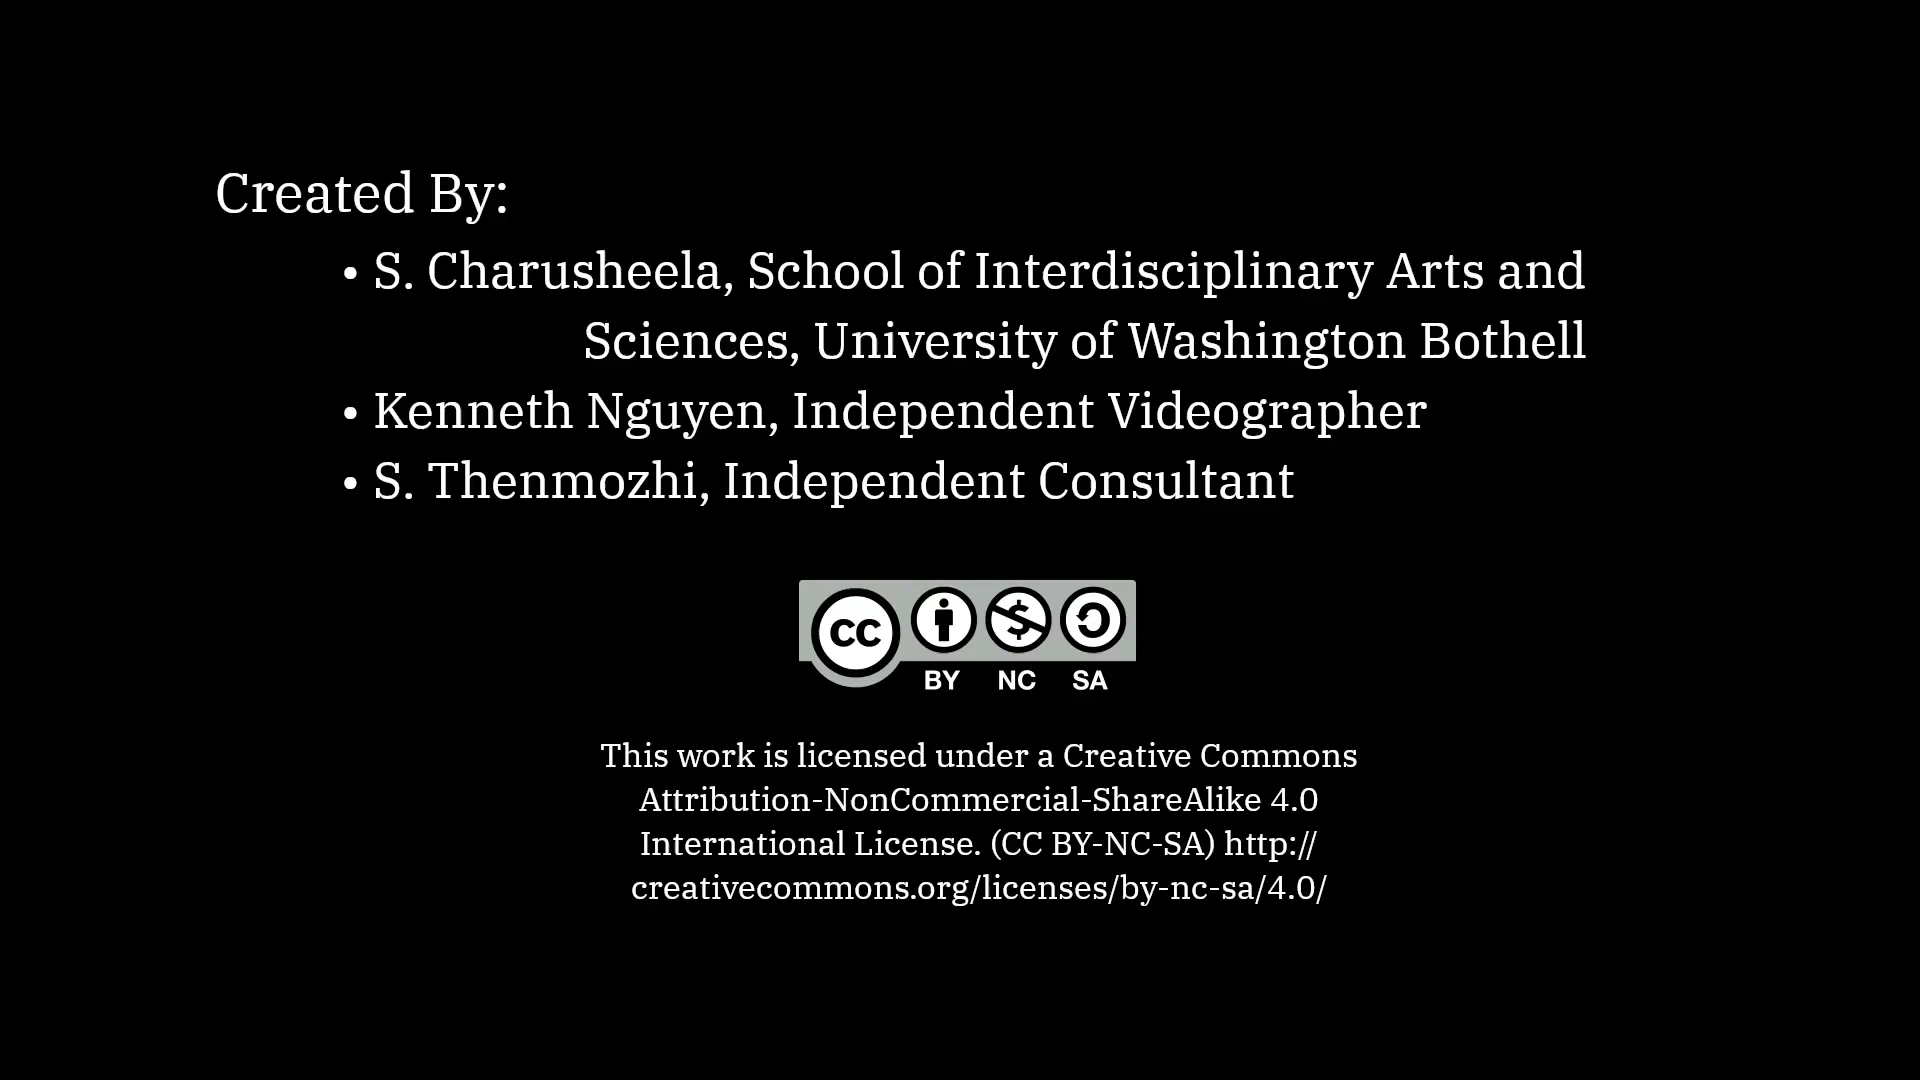 Created By:
• S. Charusheela, School of Interdisciplinary Arts and
Sciences, University of Washington Bothell
• Kenneth Nguyen, Independent Videographer
• S. Thenmozhi, Independent Consultant
cc
BY NC SA
This work is licensed under a Creative Commons
Attribution-NonCommercial-ShareAlike 4.0
International License. (CC BY-NC-SA) http://
creativecommons.org/licenses/by-nc-sa/4.0/